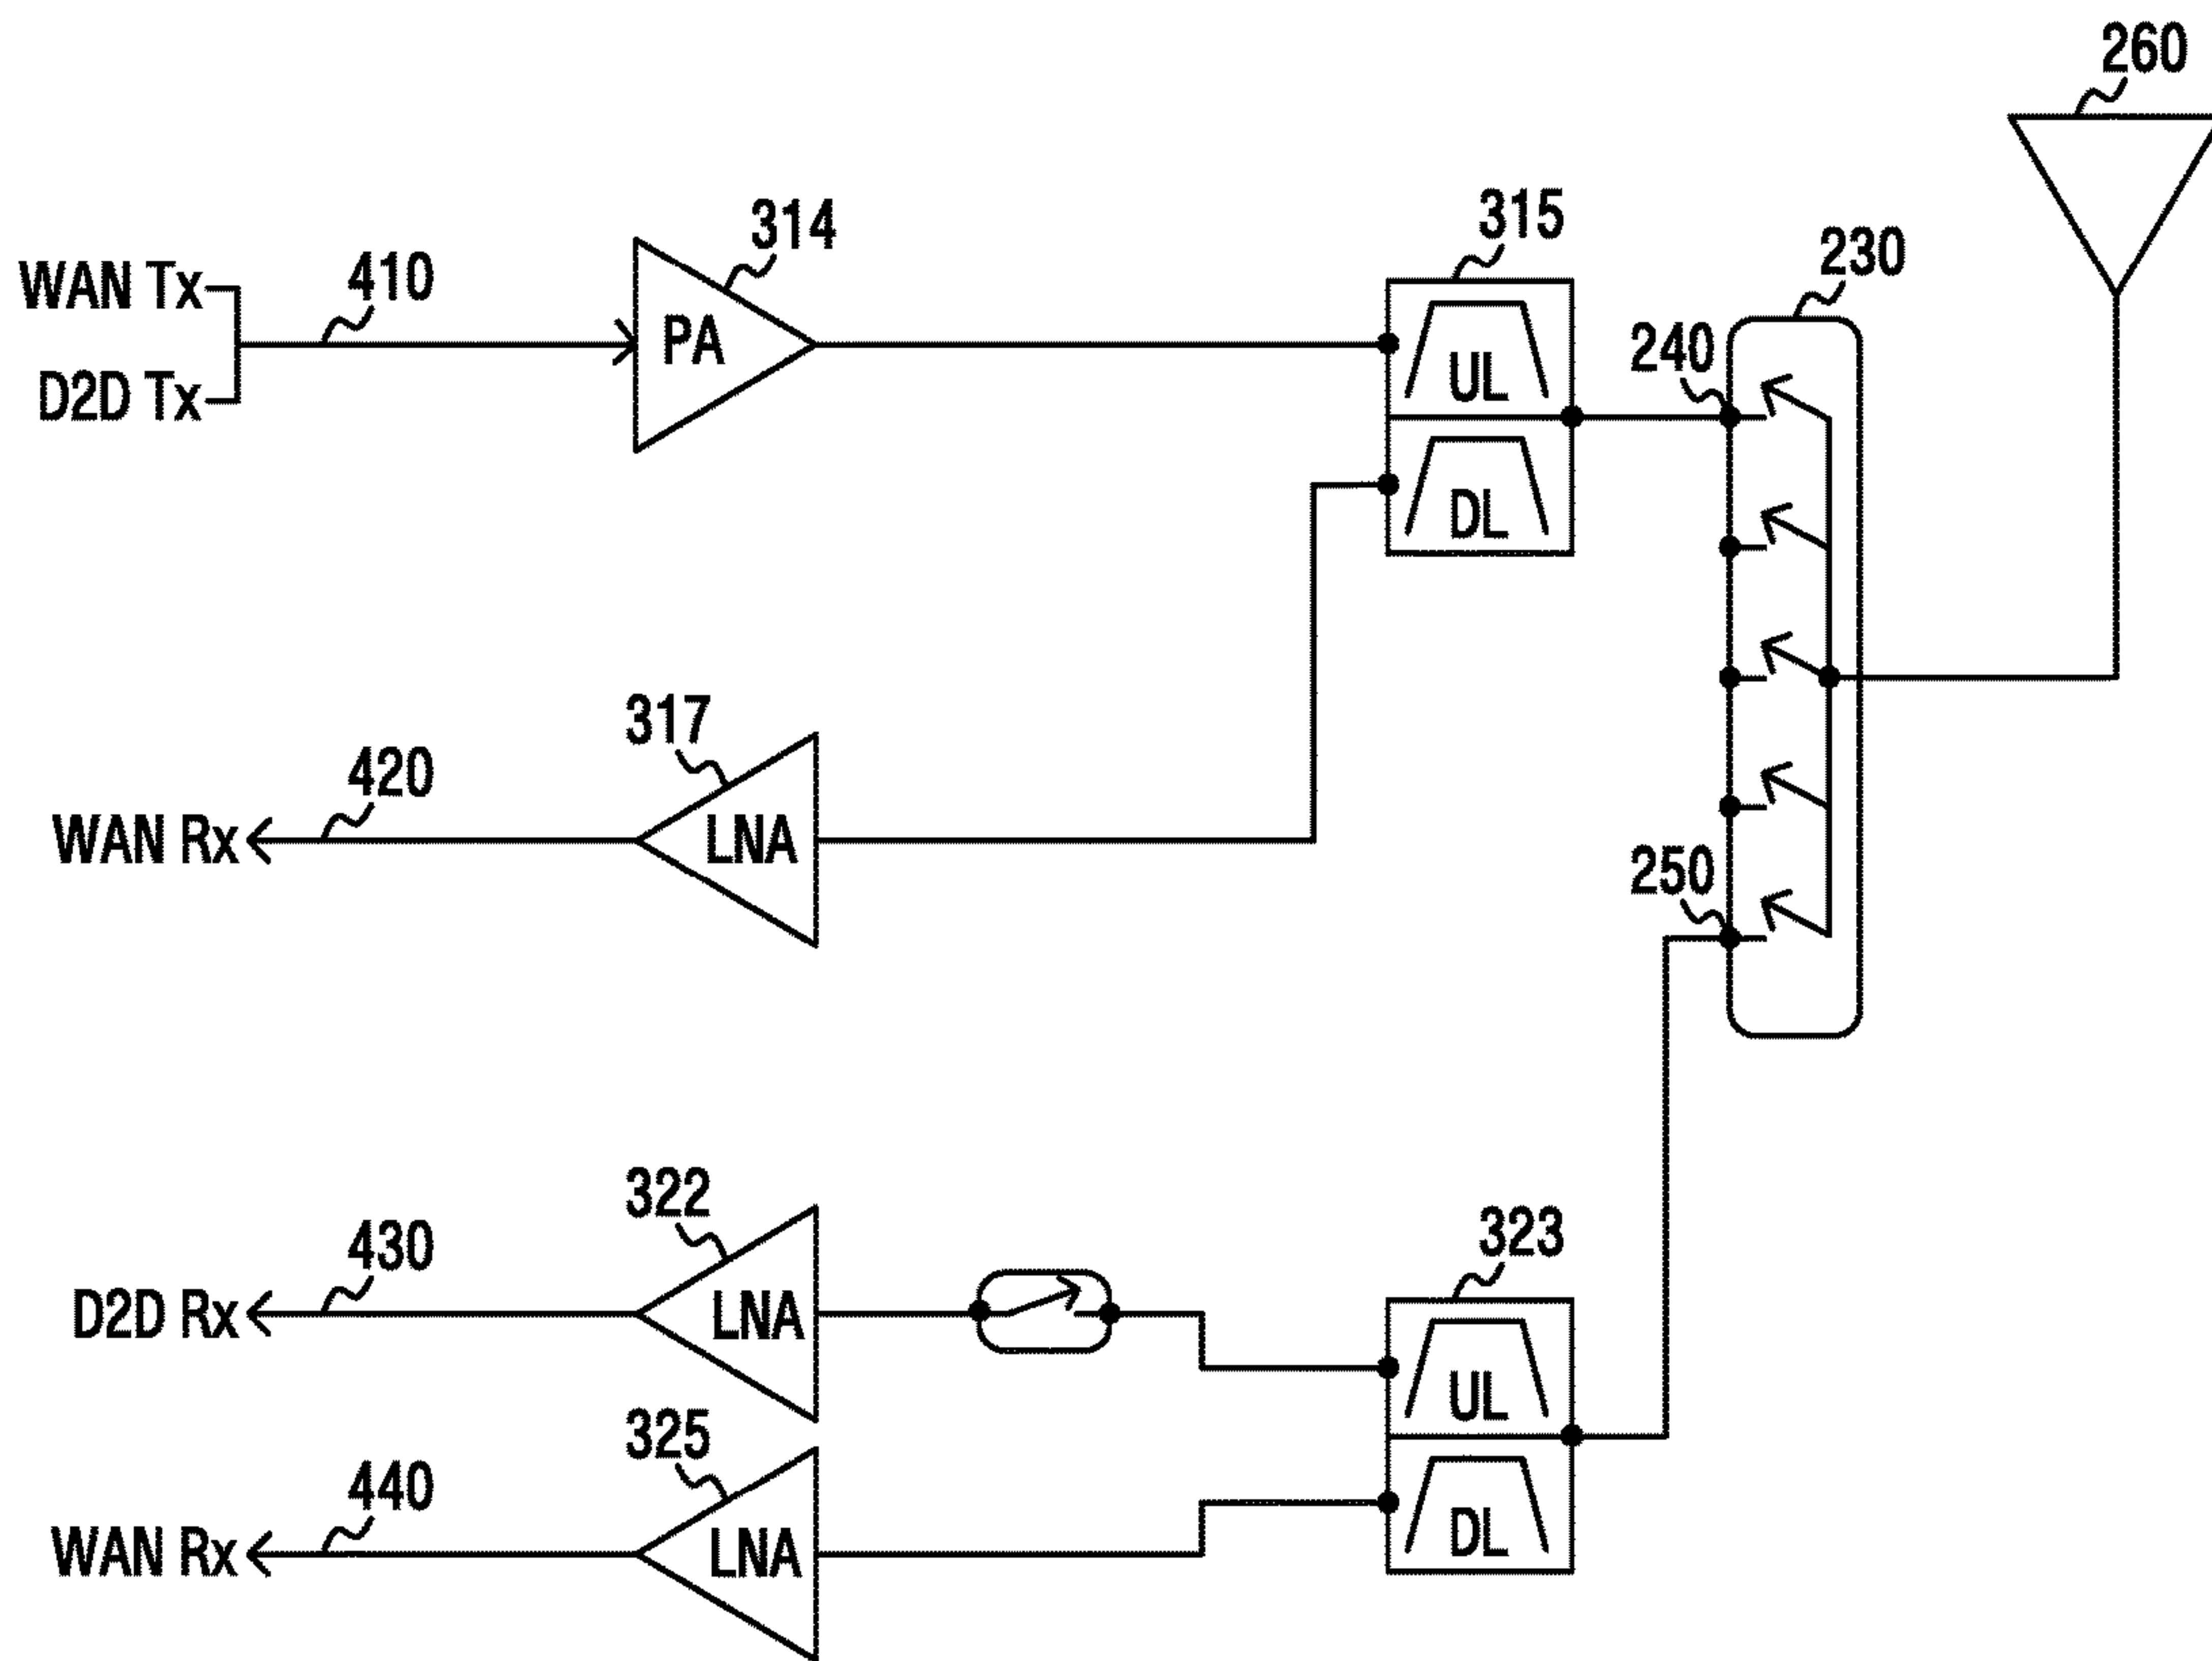 260
315
230
314
410
WAN Tx
240
PA
UL
D2D Tx
DL
317
420
WAN Rx
LNA
250
322
323
430
D2D Rx
LNA
UL
325
440
WAN Rx
LNA
DL